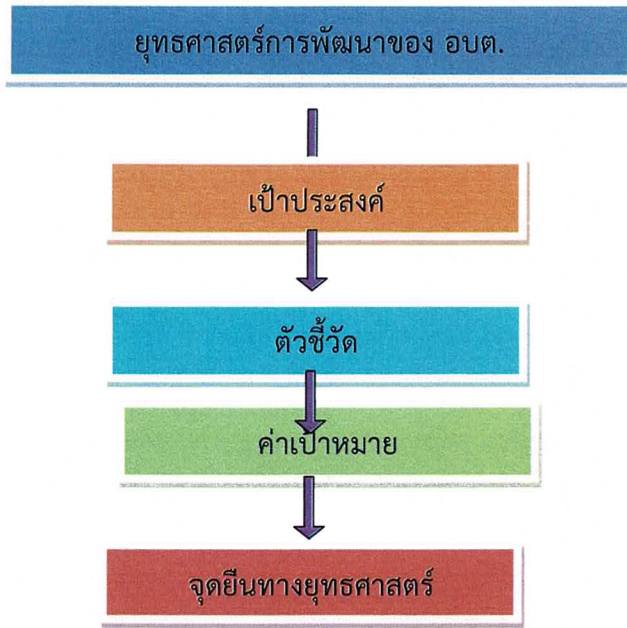 ยุทธศาสตร์การพัฒนาของ อบต.
เป้าประสงค์
ตัวชี้วัด
ค่าเป้าหมาย
จุดยืนทางยุทธศาสตร์